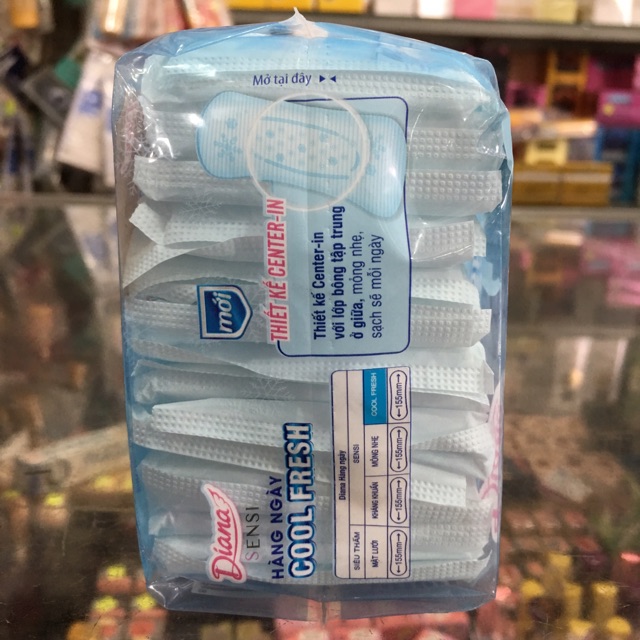 Mở tại đây
mới
THIẾT KẾ CENTER-IN
Thiết kế Center-in
với lớp bông tập trung
ở giữa, mỏng nhẹ,
sạch sẽ mỗi ngày
Diana
SENSI
HÀNG NGÀY
COOL FRESH
Diana Hàng ngày
SIÊU THẤM
SENSI
MẶT LƯỚI
KHÁNG KHUẨN
MỎNG NHẸ
COOL FRESH
155mm
155mm
155mm
155mm